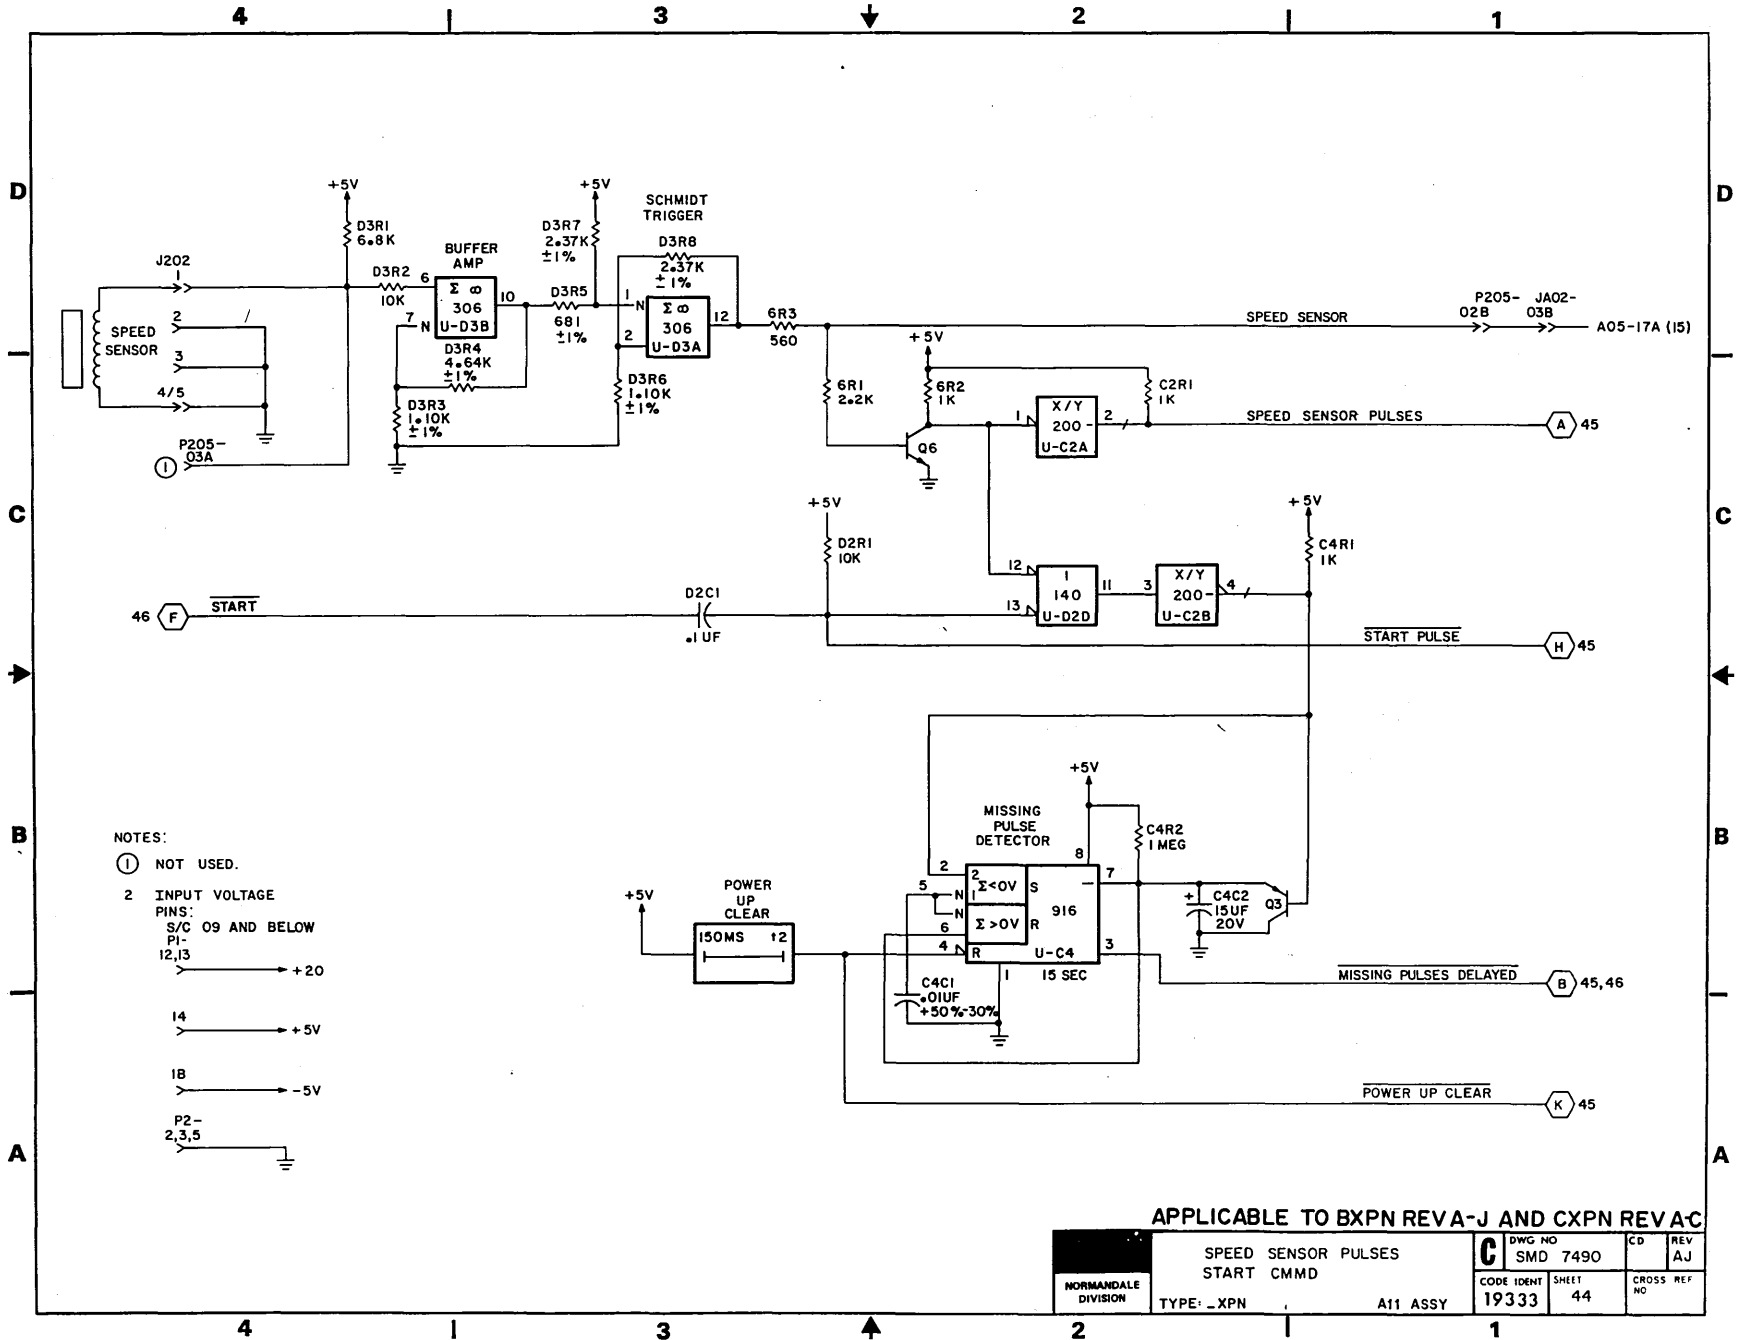 4 3 2 1
D
D
+5V
D3R1
6.8K
J202
1
2
3
4/5
SPEED
SENSOR
P205-
03A
1
D3R2
10K
BUFFER
AMP
6
7 N
Σ ∞
306
U-D3B
10
D3R4
4.64K
±1%
D3R3
1.10K
±1%
+5V
D3R7
2.37K
±1%
D3R5
681
±1%
SCHMIDT
TRIGGER
D3R8
2.37K
±1%
1 N
2
Σ ∞
306
U-D3A
12
D3R6
1.10K
±1%
6R3
560
SPEED SENSOR
P205-
02B
JA02-
03B
A05-17A (15)
+5V
6R1
2.2K
6R2
1K
C2R1
1K
Q6
1
X/Y
200
U-C2A
2
SPEED SENSOR PULSES
A 45
C
C
+5V
D2R1
10K
+5V
C4R1
1K
46 F
START
D2C1
.1UF
12
13
1
140
U-D2D
11
3
X/Y
200
U-C2B
4
START PULSE
H 45
B
B
NOTES:
1 NOT USED.
2 INPUT VOLTAGE
PINS:
S/C 09 AND BELOW
P1-
12,13
+20
14
+5V
1B
-5V
P2-
2,3,5
+5V
POWER
UP
CLEAR
150MS t2
MISSING
PULSE
DETECTOR
+5V
8
C4R2
1 MEG
2
5
6
4
2
Σ<0V
S
N 1
N
Σ>0V
R
R
916
U-C4
15 SEC
7
3
1
C4C1
.01UF
+50%-30%
+
C4C2
15UF
20V
Q3
MISSING PULSES DELAYED
B 45,46
POWER UP CLEAR
K 45
A
A
APPLICABLE TO BXPN REV A-J AND CXPN REV A-C
NORMANDALE
DIVISION
SPEED SENSOR PULSES
START CMMD
TYPE: _XPN
A11 ASSY
C
DWG NO
SMD 7490
CD
REV
AJ
CODE IDENT
19333
SHEET
44
CROSS REF
NO
4 3 2 1